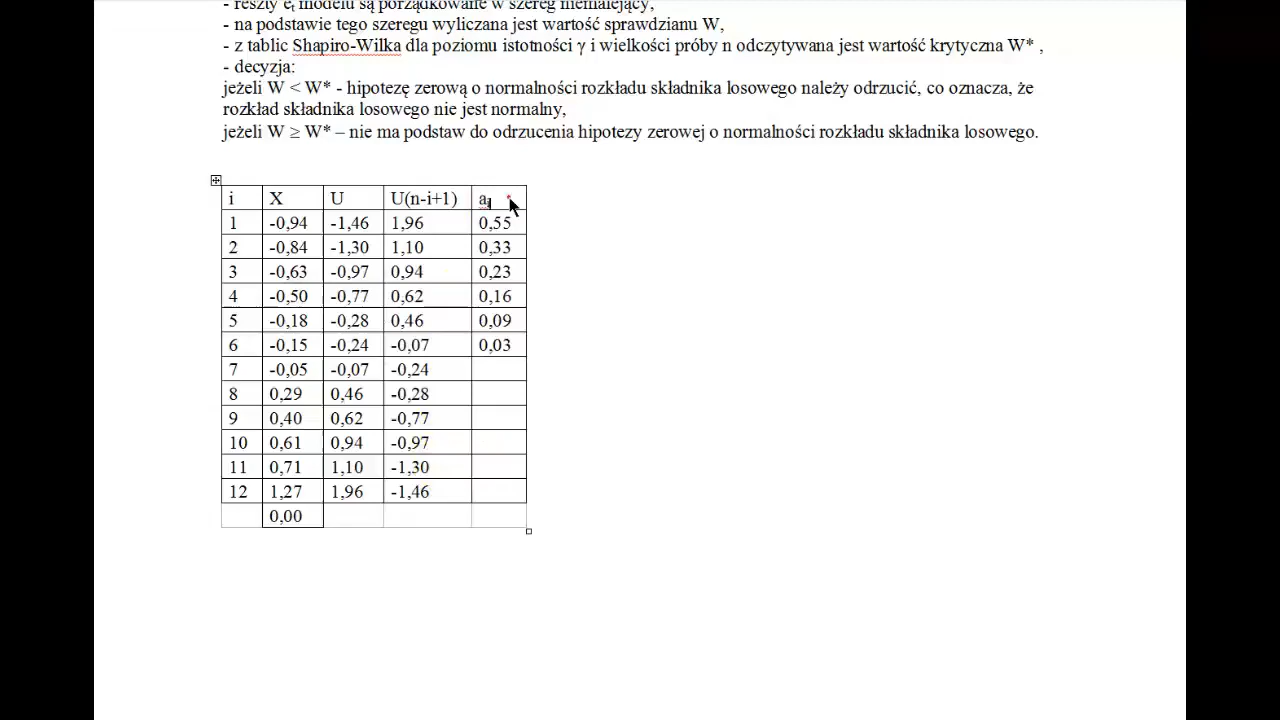 - reszty et modelu są porządkowane w szereg niemalejący,
- na podstawie tego szeregu wyliczana jest wartość sprawdzianu W,
- z tablic Shapiro-Wilka dla poziomu istotności γ i wielkości próby n odczytywana jest wartość krytyczna W* ,
- decyzja:
jeżeli W < W* - hipotezę zerową o normalności rozkładu składnika losowego należy odrzucić, co oznacza, że
rozkład składnika losowego nie jest normalny,
jeżeli W ≥ W* – nie ma podstaw do odrzucenia hipotezy zerowej o normalności rozkładu składnika losowego.
i X U U(n-i+1) ai
1 -0,94 -1,46 1,96 0,55
2 -0,84 -1,30 1,10 0,33
3 -0,63 -0,97 0,94 0,23
4 -0,50 -0,77 0,62 0,16
5 -0,18 -0,28 0,46 0,09
6 -0,15 -0,24 -0,07 0,03
7 -0,05 -0,07 -0,24
8 0,29 0,46 -0,28
9 0,40 0,62 -0,77
10 0,61 0,94 -0,97
11 0,71 1,10 -1,30
12 1,27 1,96 -1,46
0,00